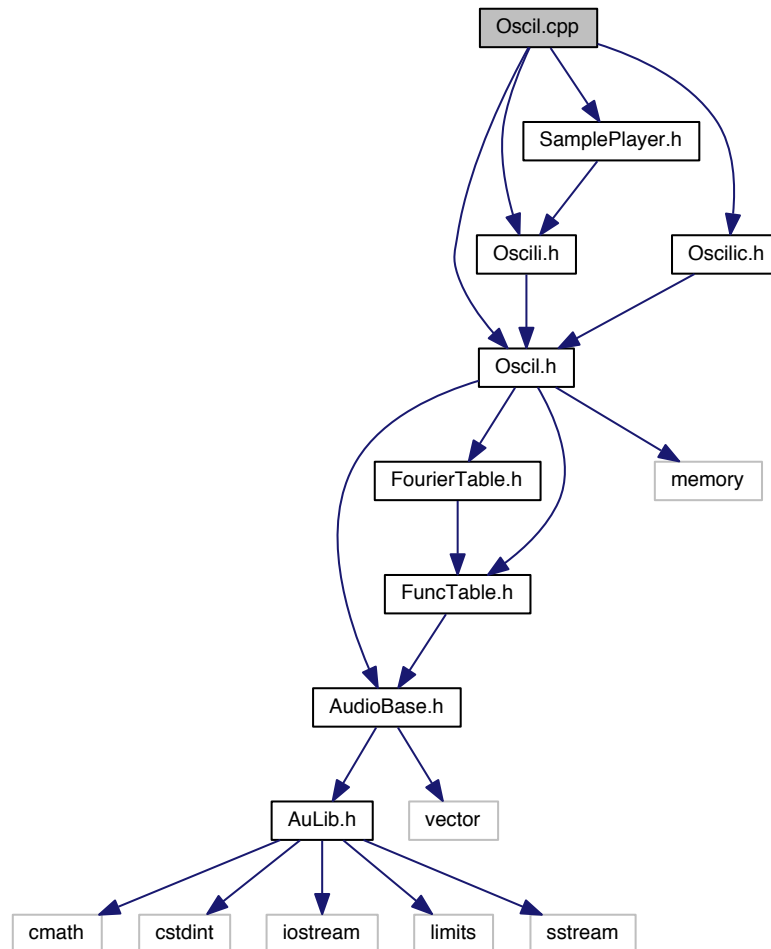 Oscil.cpp
SamplePlayer.h
Oscili.h
Oscilic.h
Oscil.h
FourierTable.h
memory
FuncTable.h
AudioBase.h
AuLib.h
vector
cmath
cstdint
iostream
limits
sstream